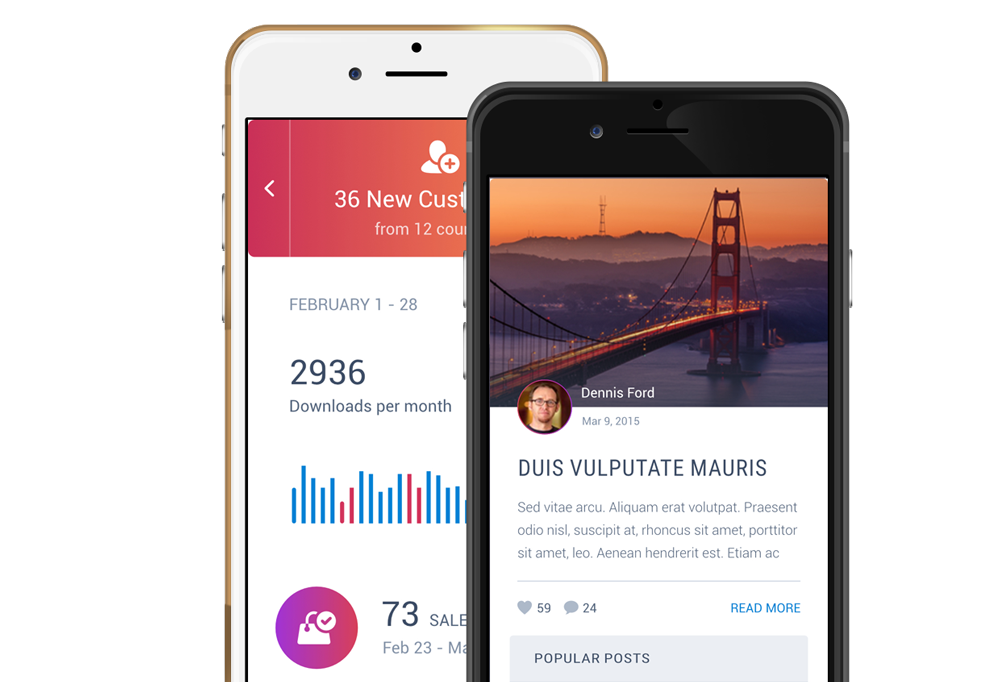 36 New Cust
from 12 cou
FEBRUARY 1 - 28
2936
Downloads per month
73 SALE
Feb 23 - Ma
Dennis Ford
Mar 9, 2015
DUIS VULPUTATE MAURIS
Sed vitae arcu. Aliquam erat volutpat. Praesent
odio nisl, suscipit at, rhoncus sit amet, porttitor
sit amet, leo. Aenean hendrerit est. Etiam ac
59 24 READ MORE
POPULAR POSTS